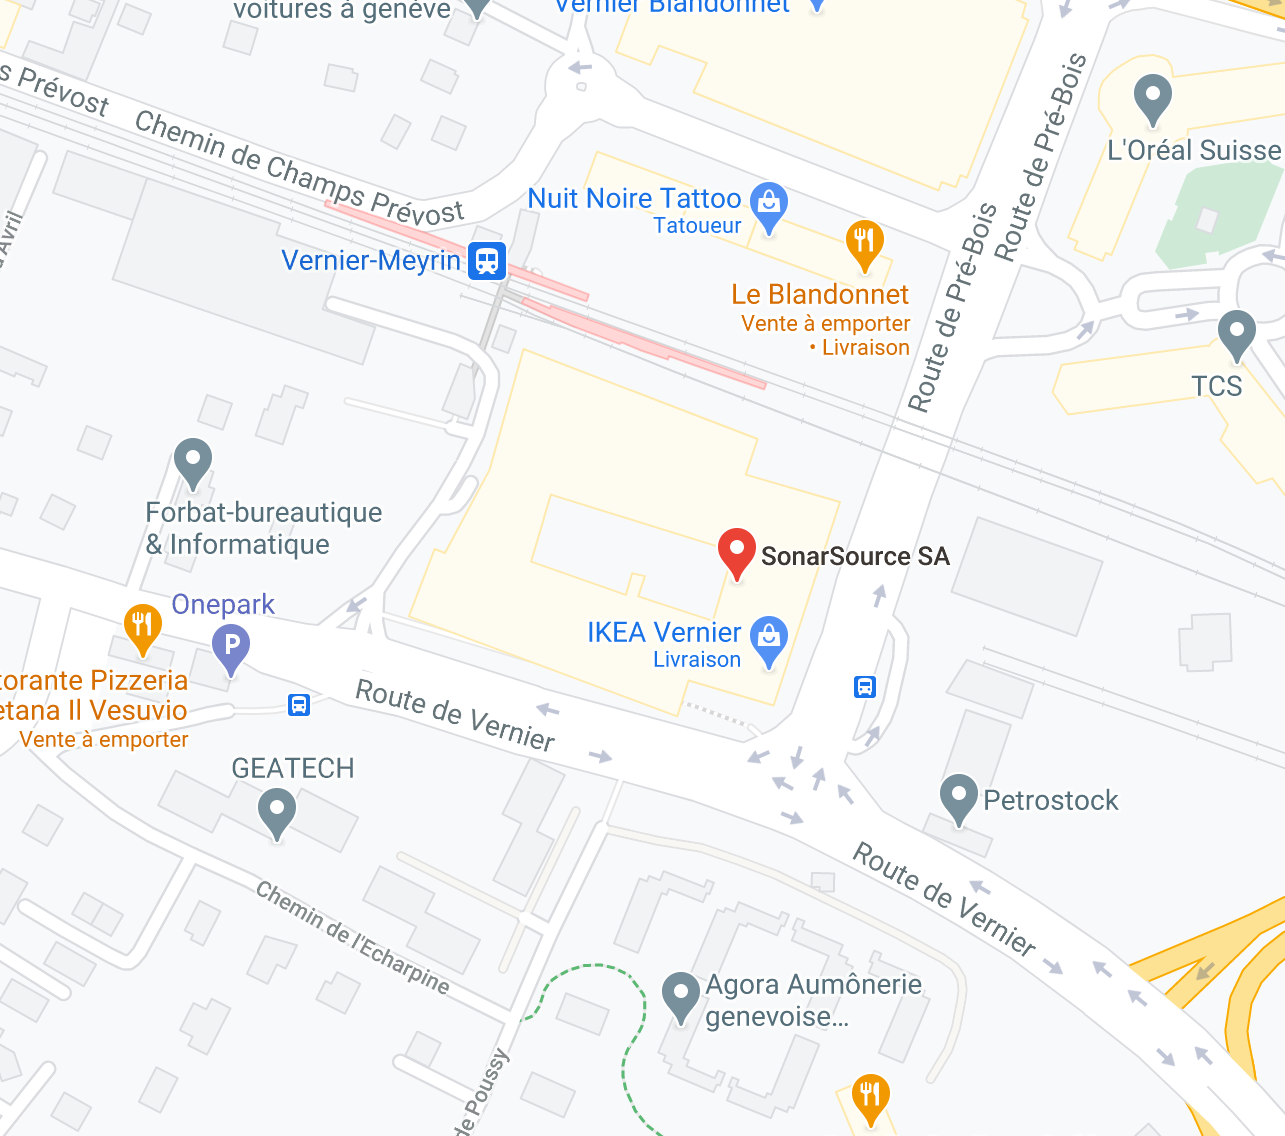 voitures à genève
Vernier Blandonnet
s Prévost
Chemin de Champs Prévost
Route de Pré-Bois
L'Oréal Suisse
Nuit Noire Tattoo
Tatoueur
Avril
Vernier-Meyrin
Route de Pré-Bois
Le Blandonnet
Vente à emporter
• Livraison
TCS
Forbat-bureautique
& Informatique
SonarSource SA
Onepark
P
IKEA Vernier
Livraison
torante Pizzeria
etana Il Vesuvio
Vente à emporter
Route de Vernier
GEATECH
Petrostock
Route de Vernier
Chemin de l'Echarpine
Agora Aumônerie
genevoise...
de Poussy